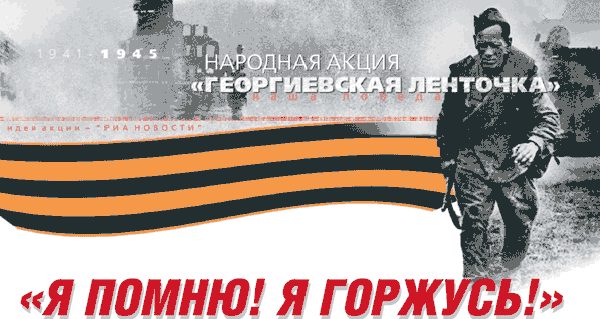 1941-1945
НАРОДНАЯ АКЦИЯ
«ГЕОРГИЕВСКАЯ ЛЕНТОЧКА»
наша победа
идея акции – "РИА НОВОСТИ"
«Я ПОМНЮ! Я ГОРЖУСЬ!»